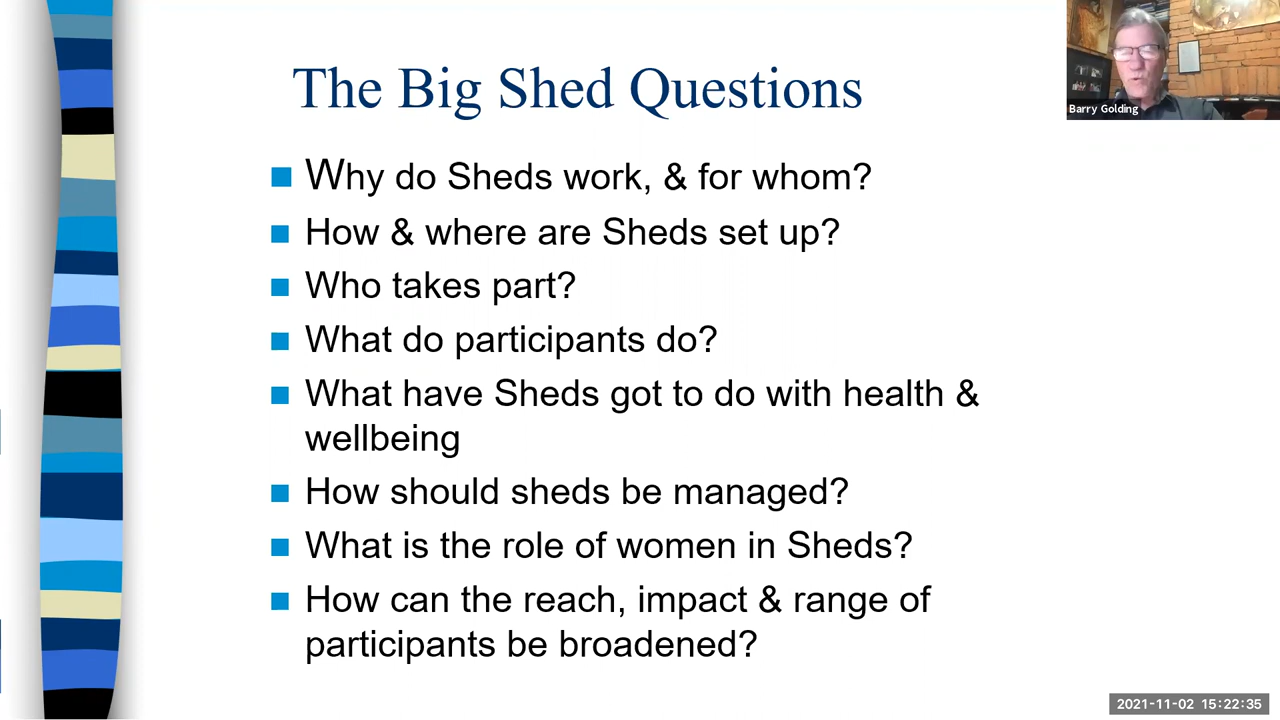 The Big Shed Questions
Barry Golding
Why do Sheds work, & for whom?
How & where are Sheds set up?
Who takes part?
What do participants do?
What have Sheds got to do with health &
wellbeing
How should sheds be managed?
What is the role of women in Sheds?
How can the reach, impact & range of
participants be broadened?
2021-11-02 15:22:35